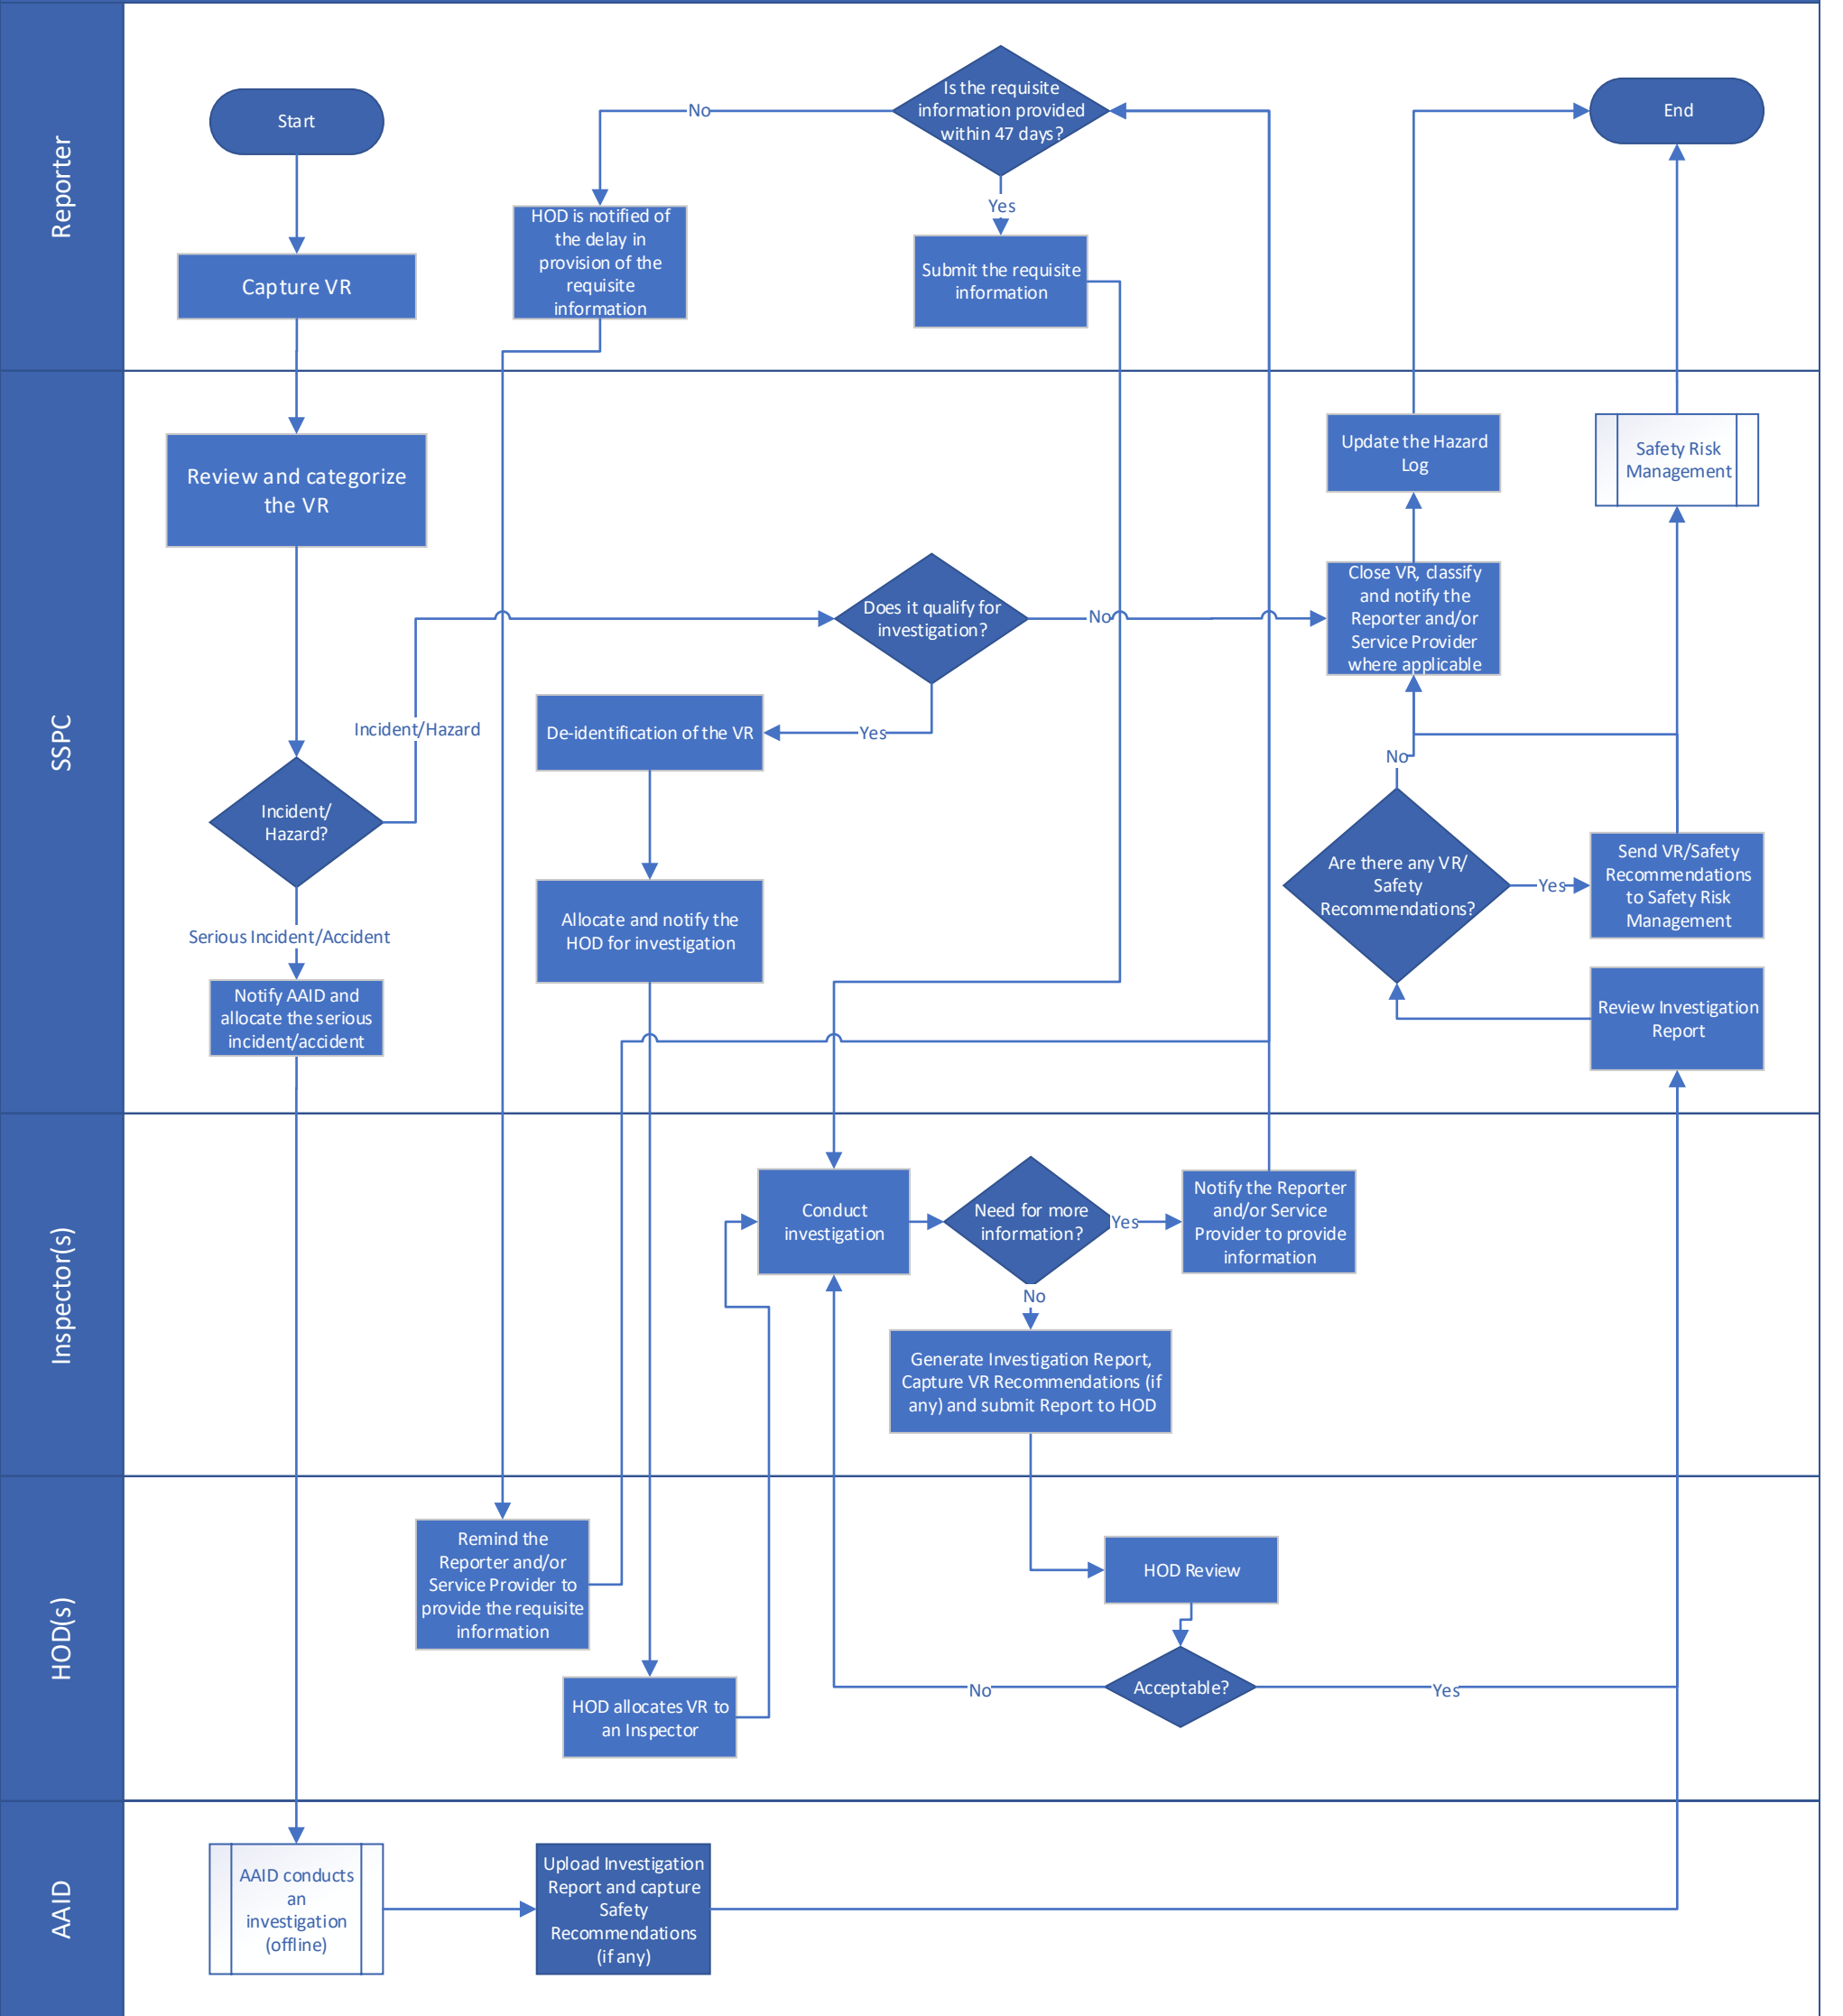 Reporter
Start
Capture VR
No
HOD is notified of
the delay in
provision of the
requisite
information
Is the requisite
information provided
within 47 days?
Yes
Submit the requisite
information
End
SSPC
Review and categorize
the VR
Incident/Hazard
Incident/
Hazard?
Serious Incident/Accident
Notify AAID and
allocate the serious
incident/accident
Does it qualify for
investigation?
No
Yes
De-identification of the VR
Allocate and notify the
HOD for investigation
Update the Hazard
Log
Close VR, classify
and notify the
Reporter and/or
Service Provider
where applicable
Safety Risk
Management
No
Are there any VR/
Safety
Recommendations?
Yes
Send VR/Safety
Recommendations
to Safety Risk
Management
Review Investigation
Report
Inspector(s)
Conduct
investigation
Need for more
information?
Yes
Notify the Reporter
and/or Service
Provider to provide
information
No
Generate Investigation Report,
Capture VR Recommendations (if
any) and submit Report to HOD
HOD(s)
Remind the
Reporter and/or
Service Provider to
provide the requisite
information
HOD allocates VR to
an Inspector
HOD Review
No
Acceptable?
Yes
AAID
AAID conducts
an
investigation
(offline)
Upload Investigation
Report and capture
Safety
Recommendations
(if any)